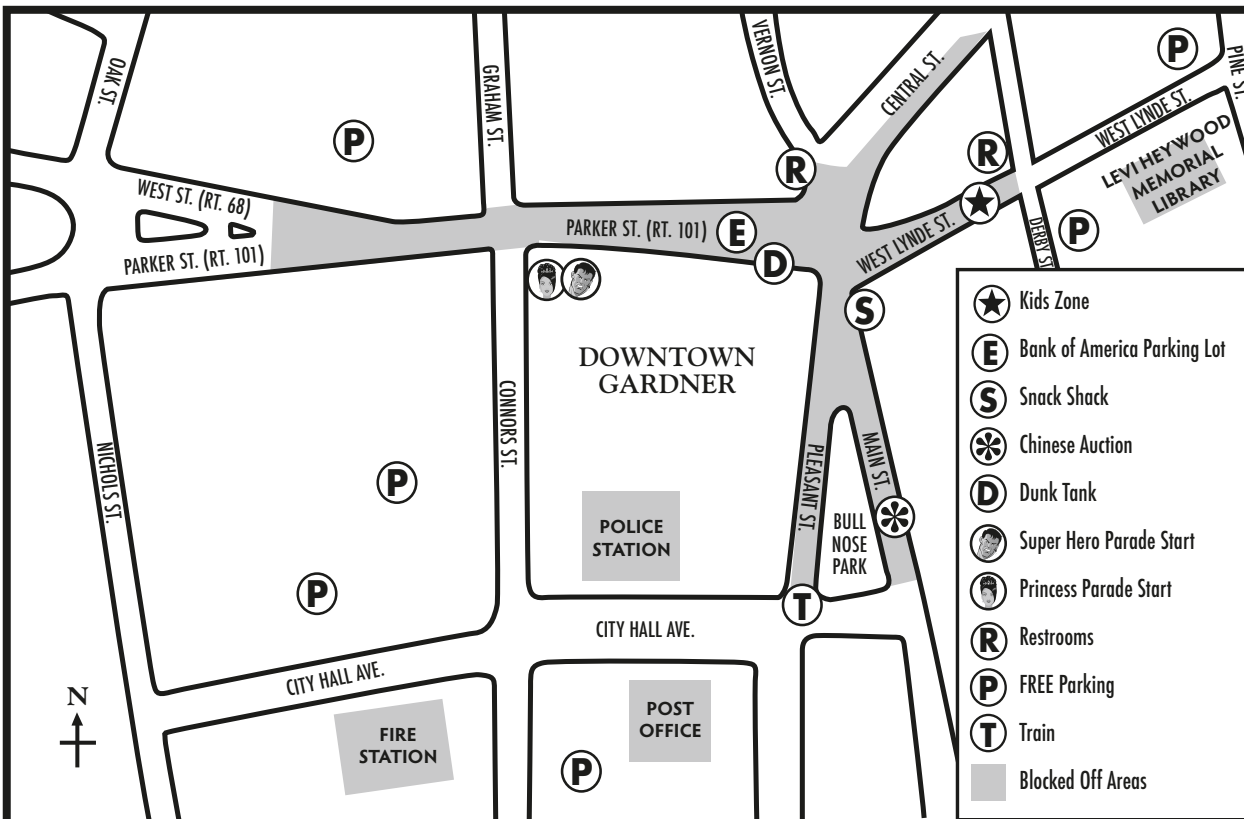 OAK ST.
GRAHAM ST.
VERNON ST.
CENTRAL ST.
PINE ST.
P
P
WEST LYNDE ST.
R
R
LEVI HEYWOOD
MEMORIAL
LIBRARY
WEST ST. (RT. 68)
PARKER ST. (RT. 101)
PARKER ST. (RT. 101)
E
D
WEST LYNDE ST.
DERBY ST.
P
S
DOWNTOWN
GARDNER
CONNORS ST.
NICHOLS ST.
P
P
POLICE
STATION
PLEASANT ST.
MAIN ST.
BULL
NOSE
PARK
T
CITY HALL AVE.
CITY HALL AVE.
N
FIRE
STATION
POST
OFFICE
P
Kids Zone
E Bank of America Parking Lot
S Snack Shack
Chinese Auction
D Dunk Tank
Super Hero Parade Start
Princess Parade Start
R Restrooms
P FREE Parking
T Train
Blocked Off Areas